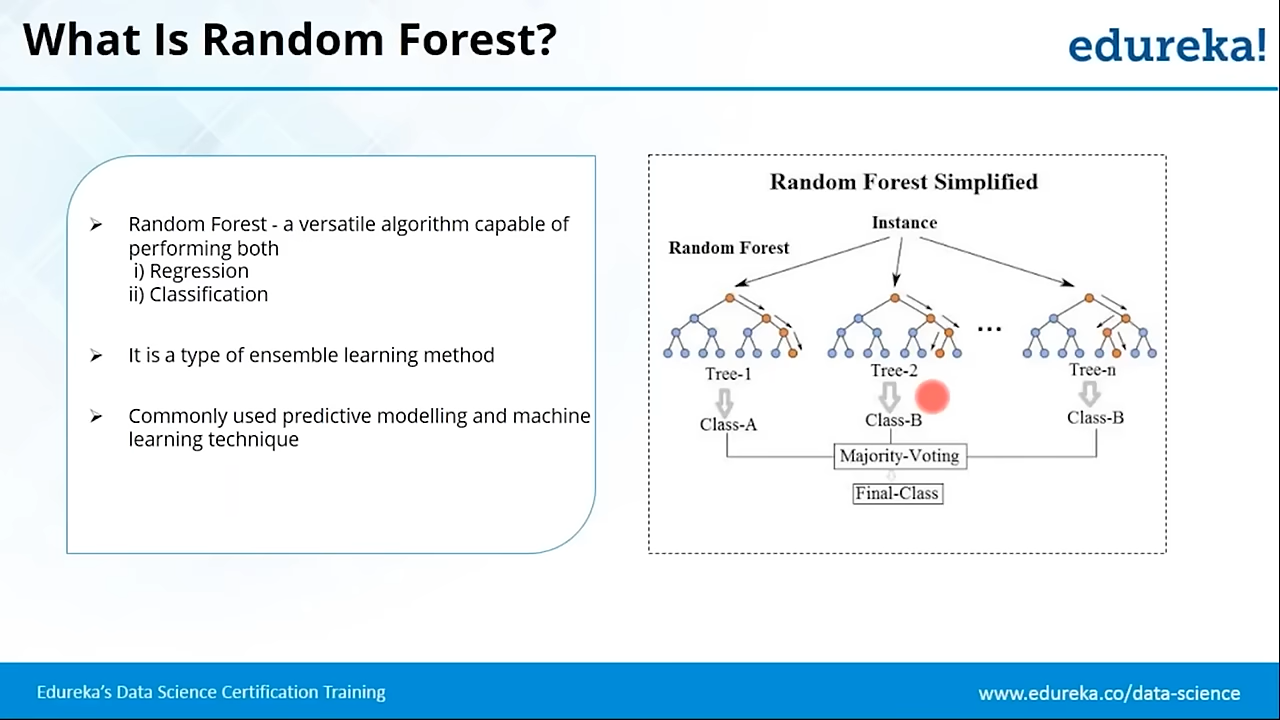 What Is Random Forest?
edureka!
Random Forest - a versatile algorithm capable of
performing both
i) Regression
ii) Classification
It is a type of ensemble learning method
Commonly used predictive modelling and machine
learning technique
Random Forest Simplified
Instance
Random Forest
...
Tree-1
Tree-2
Tree-n
Class-A
Class-B
Class-B
Majority-Voting
Final-Class
Edureka's Data Science Certification Training
www.edureka.co/data-science